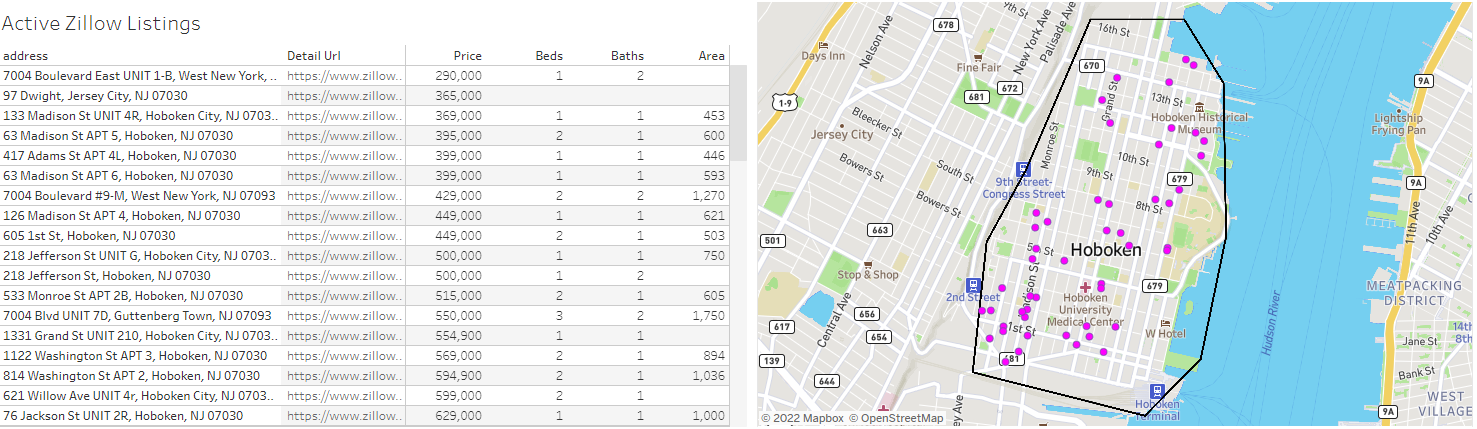 Active Zillow Listings
address Detail Url Price Beds Baths Area
7004 Boulevard East UNIT 1-B, West New York, .. https://www.zillow.. 290,000 1 2
97 Dwight, Jersey City, NJ 07030 https://www.zillow.. 365,000
133 Madison St UNIT 4R, Hoboken City, NJ 0703.. https://www.zillow.. 369,000 1 1 453
63 Madison St APT 5, Hoboken, NJ 07030 https://www.zillow.. 395,000 2 1 600
417 Adams St APT 4L, Hoboken, NJ 07030 https://www.zillow.. 399,000 1 1 446
63 Madison St APT 6, Hoboken, NJ 07030 https://www.zillow.. 399,000 1 1 593
7004 Boulevard #9-M, West New York, NJ 07093 https://www.zillow.. 429,000 2 2 1,270
126 Madison St APT 4, Hoboken, NJ 07030 https://www.zillow.. 449,000 1 1 621
605 1st St, Hoboken, NJ 07030 https://www.zillow.. 449,000 2 1 503
218 Jefferson St UNIT G, Hoboken City, NJ 0703.. https://www.zillow.. 500,000 1 1 750
218 Jefferson St, Hoboken, NJ 07030 https://www.zillow.. 500,000 1 2
533 Monroe St APT 2B, Hoboken, NJ 07030 https://www.zillow.. 515,000 2 1 605
7004 Blvd UNIT 7D, Guttenberg Town, NJ 07093 https://www.zillow.. 550,000 3 2 1,750
1331 Grand St UNIT 210, Hoboken City, NJ 0703.. https://www.zillow.. 554,900 1 1
1122 Washington St APT 3, Hoboken, NJ 07030 https://www.zillow.. 569,000 2 1 894
814 Washington St APT 2, Hoboken, NJ 07030 https://www.zillow.. 594,900 2 1 1,036
621 Willow Ave UNIT 4r, Hoboken City, NJ 0703.. https://www.zillow.. 599,000 2 1
76 Jackson St UNIT 2R, Hoboken, NJ 07030 https://www.zillow.. 629,000 1 1 1,000
678
9th St
Palisade Ave
New York Ave
Nelson Ave
16th St
Days Inn
Fine Fair
670
672
681
9A
1-9
Grand St
13th St
Hoboken Historical
Museum
Lightship
Frying Pan
Bleecker St
Jersey City
Monroe St
Bowers St
South St
10th St
9th Street-
Congress Street
9th St
679
9A
Bowers St
8th St
11th Ave
10th Ave
663
501
Hoboken
Stop & Shop
2nd Street
679
MEATPACKING
DISTRICT
Hoboken
University
Medical Center
Central Ave
656
617
654
1st St
W Hotel
Hudson River
14th
8th
Jane St
139
681
Bank St
644
WEST
VILLAGE
Hoboken
Terminal
9A
© 2022 Mapbox © OpenStreetMap